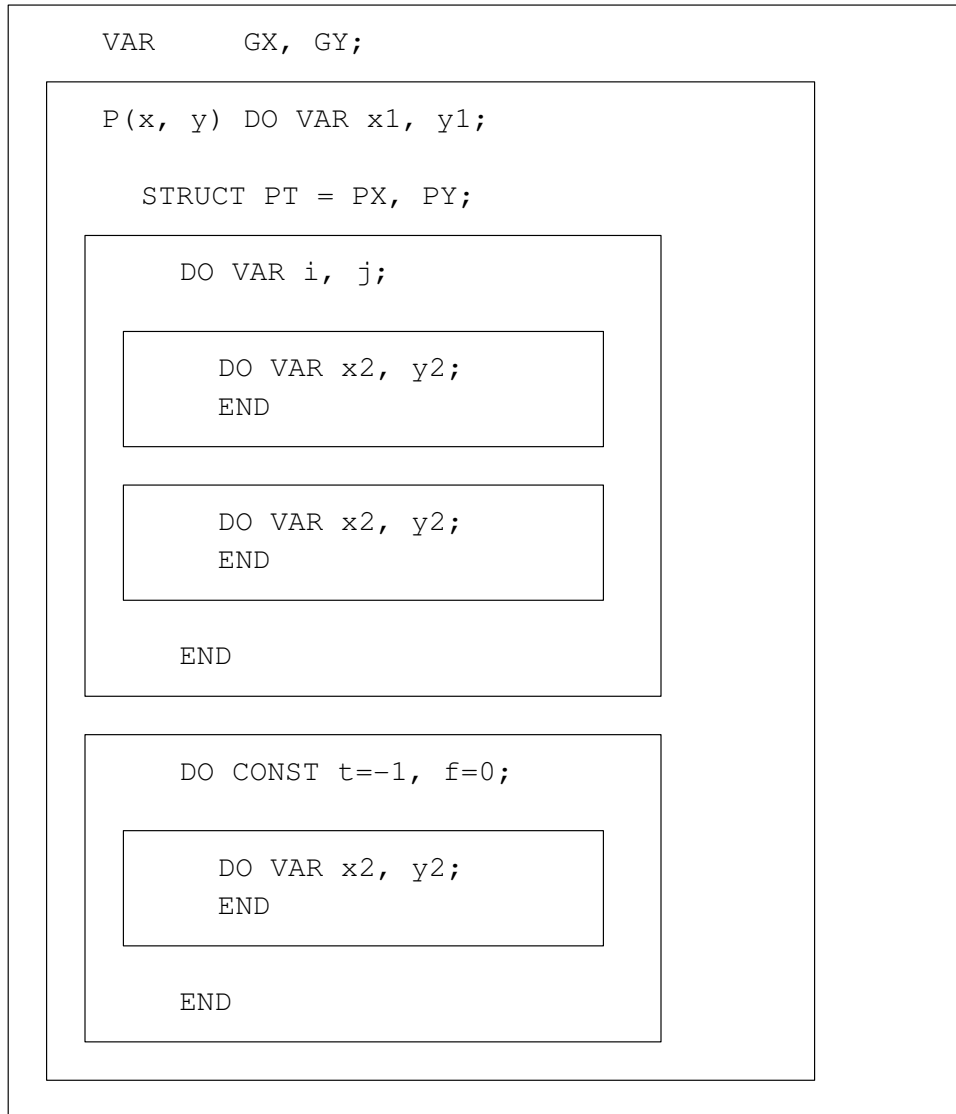 VAR GX, GY;
P(x, y) DO VAR x1, y1;
STRUCT PT = PX, PY;
DO VAR i, j;
DO VAR x2, y2;
END
DO VAR x2, y2;
END
END
DO CONST t=-1, f=0;
DO VAR x2, y2;
END
END